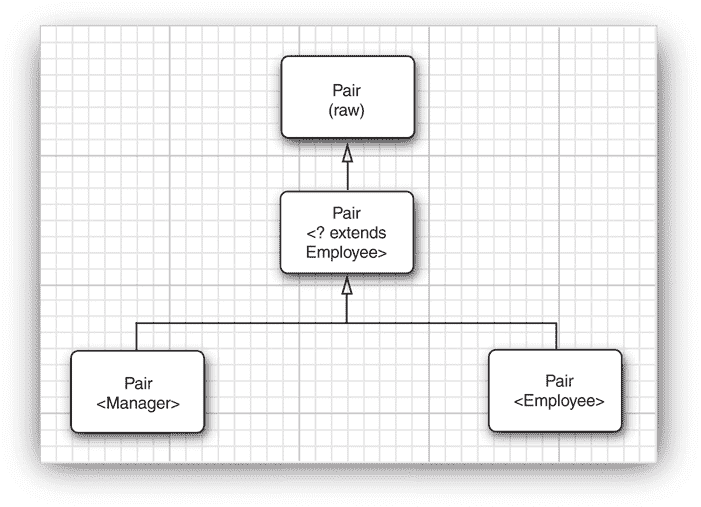 Pair
(raw)
Pair
<? extends
Employee>
Pair
<Manager>
Pair
<Employee>